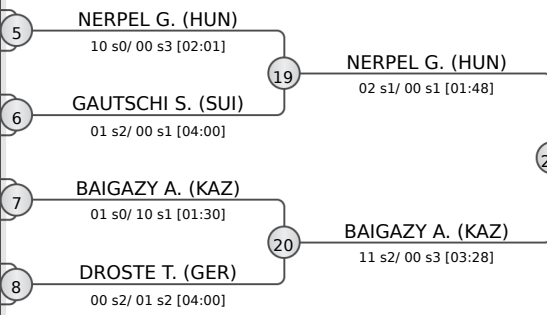 5
NERPEL G. (HUN)
10 s0/ 00 s3 [02:01]
19
NERPEL G. (HUN)
02 s1/ 00 s1 [01:48]
6
GAUTSCHI S. (SUI)
01 s2/ 00 s1 [04:00]
7
BAIGAZY A. (KAZ)
01 s0/ 10 s1 [01:30]
20
BAIGAZY A. (KAZ)
11 s2/ 00 s3 [03:28]
8
DROSTE T. (GER)
00 s2/ 01 s2 [04:00]